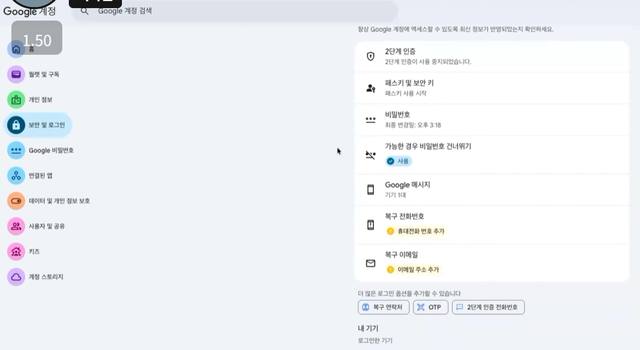 Google 계정
Google 계정 검색
1.50
홈
월렛 및 구독
개인 정보
보안 및 로그인
Google 비밀번호
연결된 앱
데이터 및 개인 정보 보호
사용자 및 공유
키즈
계정 스토리지
항상 Google 계정에 액세스할 수 있도록 최신 정보가 반영되었는지 확인하세요.
2단계 인증
2단계 인증이 사용 중지되었습니다.
패스키 및 보안 키
패스키 사용 시작
비밀번호
최종 변경일: 오후 3:18
가능한 경우 비밀번호 건너뛰기
사용
Google 메시지
기기 1대
복구 전화번호
휴대전화 번호 추가
복구 이메일
이메일 주소 추가
더 많은 로그인 옵션을 추가할 수 있습니다
복구 연락처
OTP
2단계 인증 전화번호
내 기기
로그인한 기기